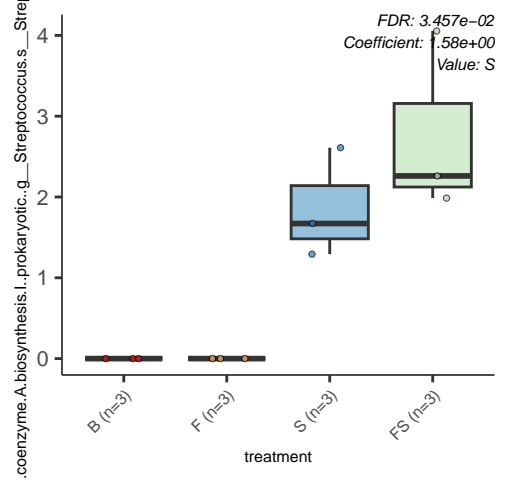 FDR: 3.457e−02
Coefficient: 1.58e+00
Value: S
.coenzyme.A.biosynthesis.I..prokaryotic..g__Streptococcus.s__Strep
4
3
2
1
0
B (n=3)
F (n=3)
S (n=3)
FS (n=3)
treatment